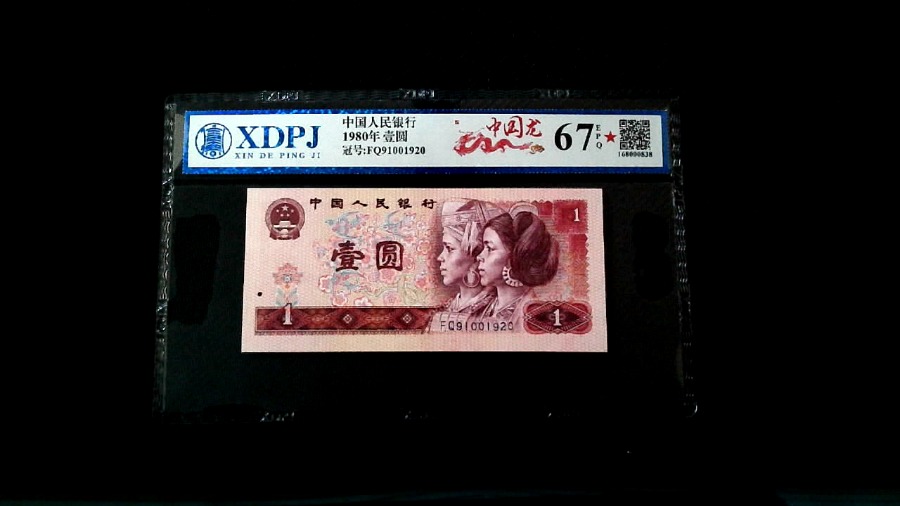 XDPJ
XIN DE PING JI
中国人民银行
1980年 壹圆
冠号:FQ91001920
中国龙
67
EPQ
168000838
中国人民银行
1
壹圆
1
FQ91001920
1